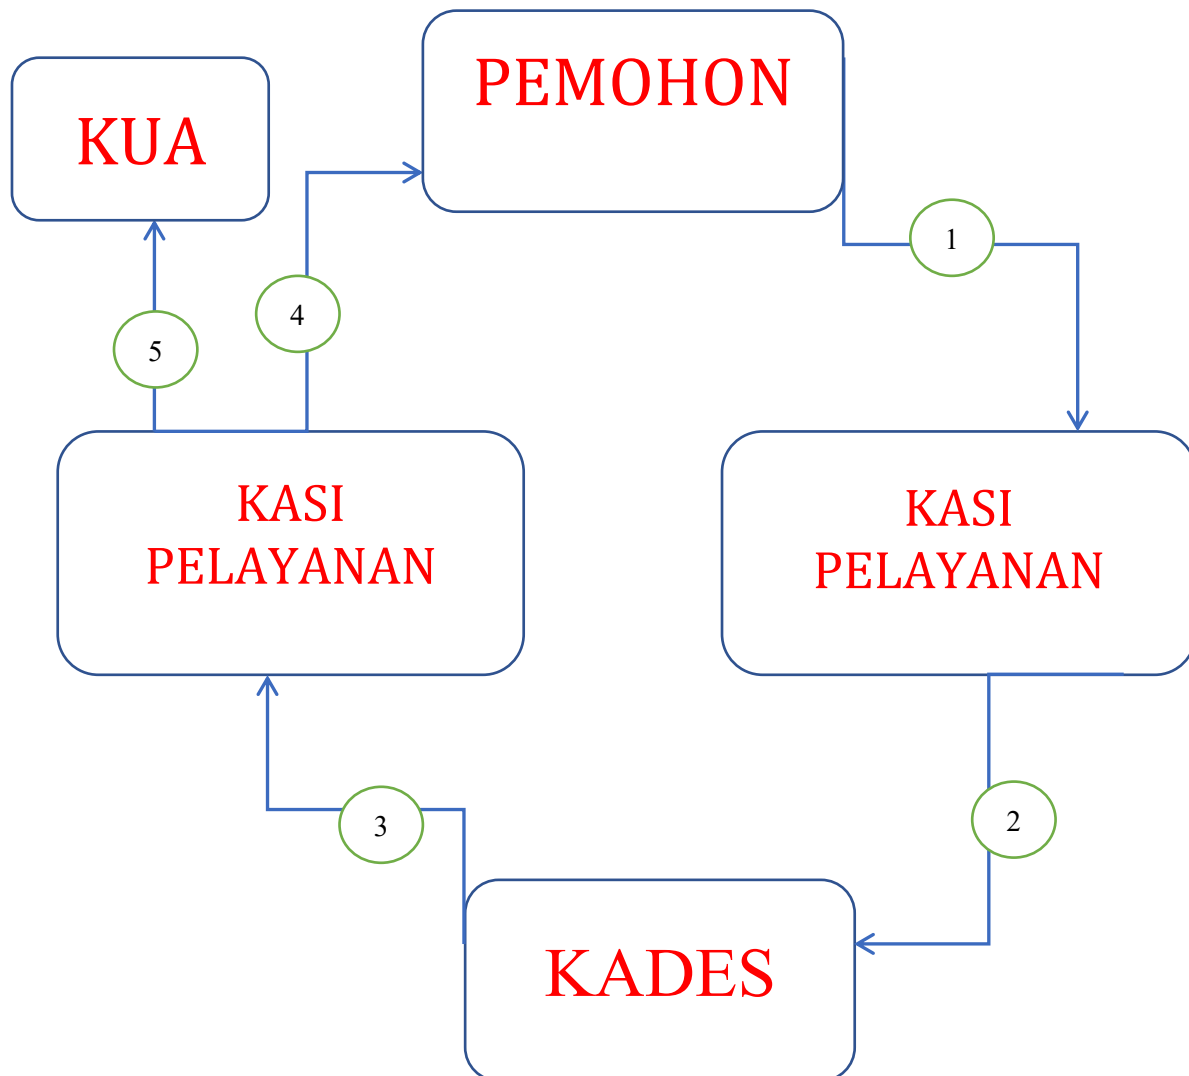 PEMOHON
KUA
1
4
5
KASI
PELAYANAN
KASI
PELAYANAN
3
2
KADES